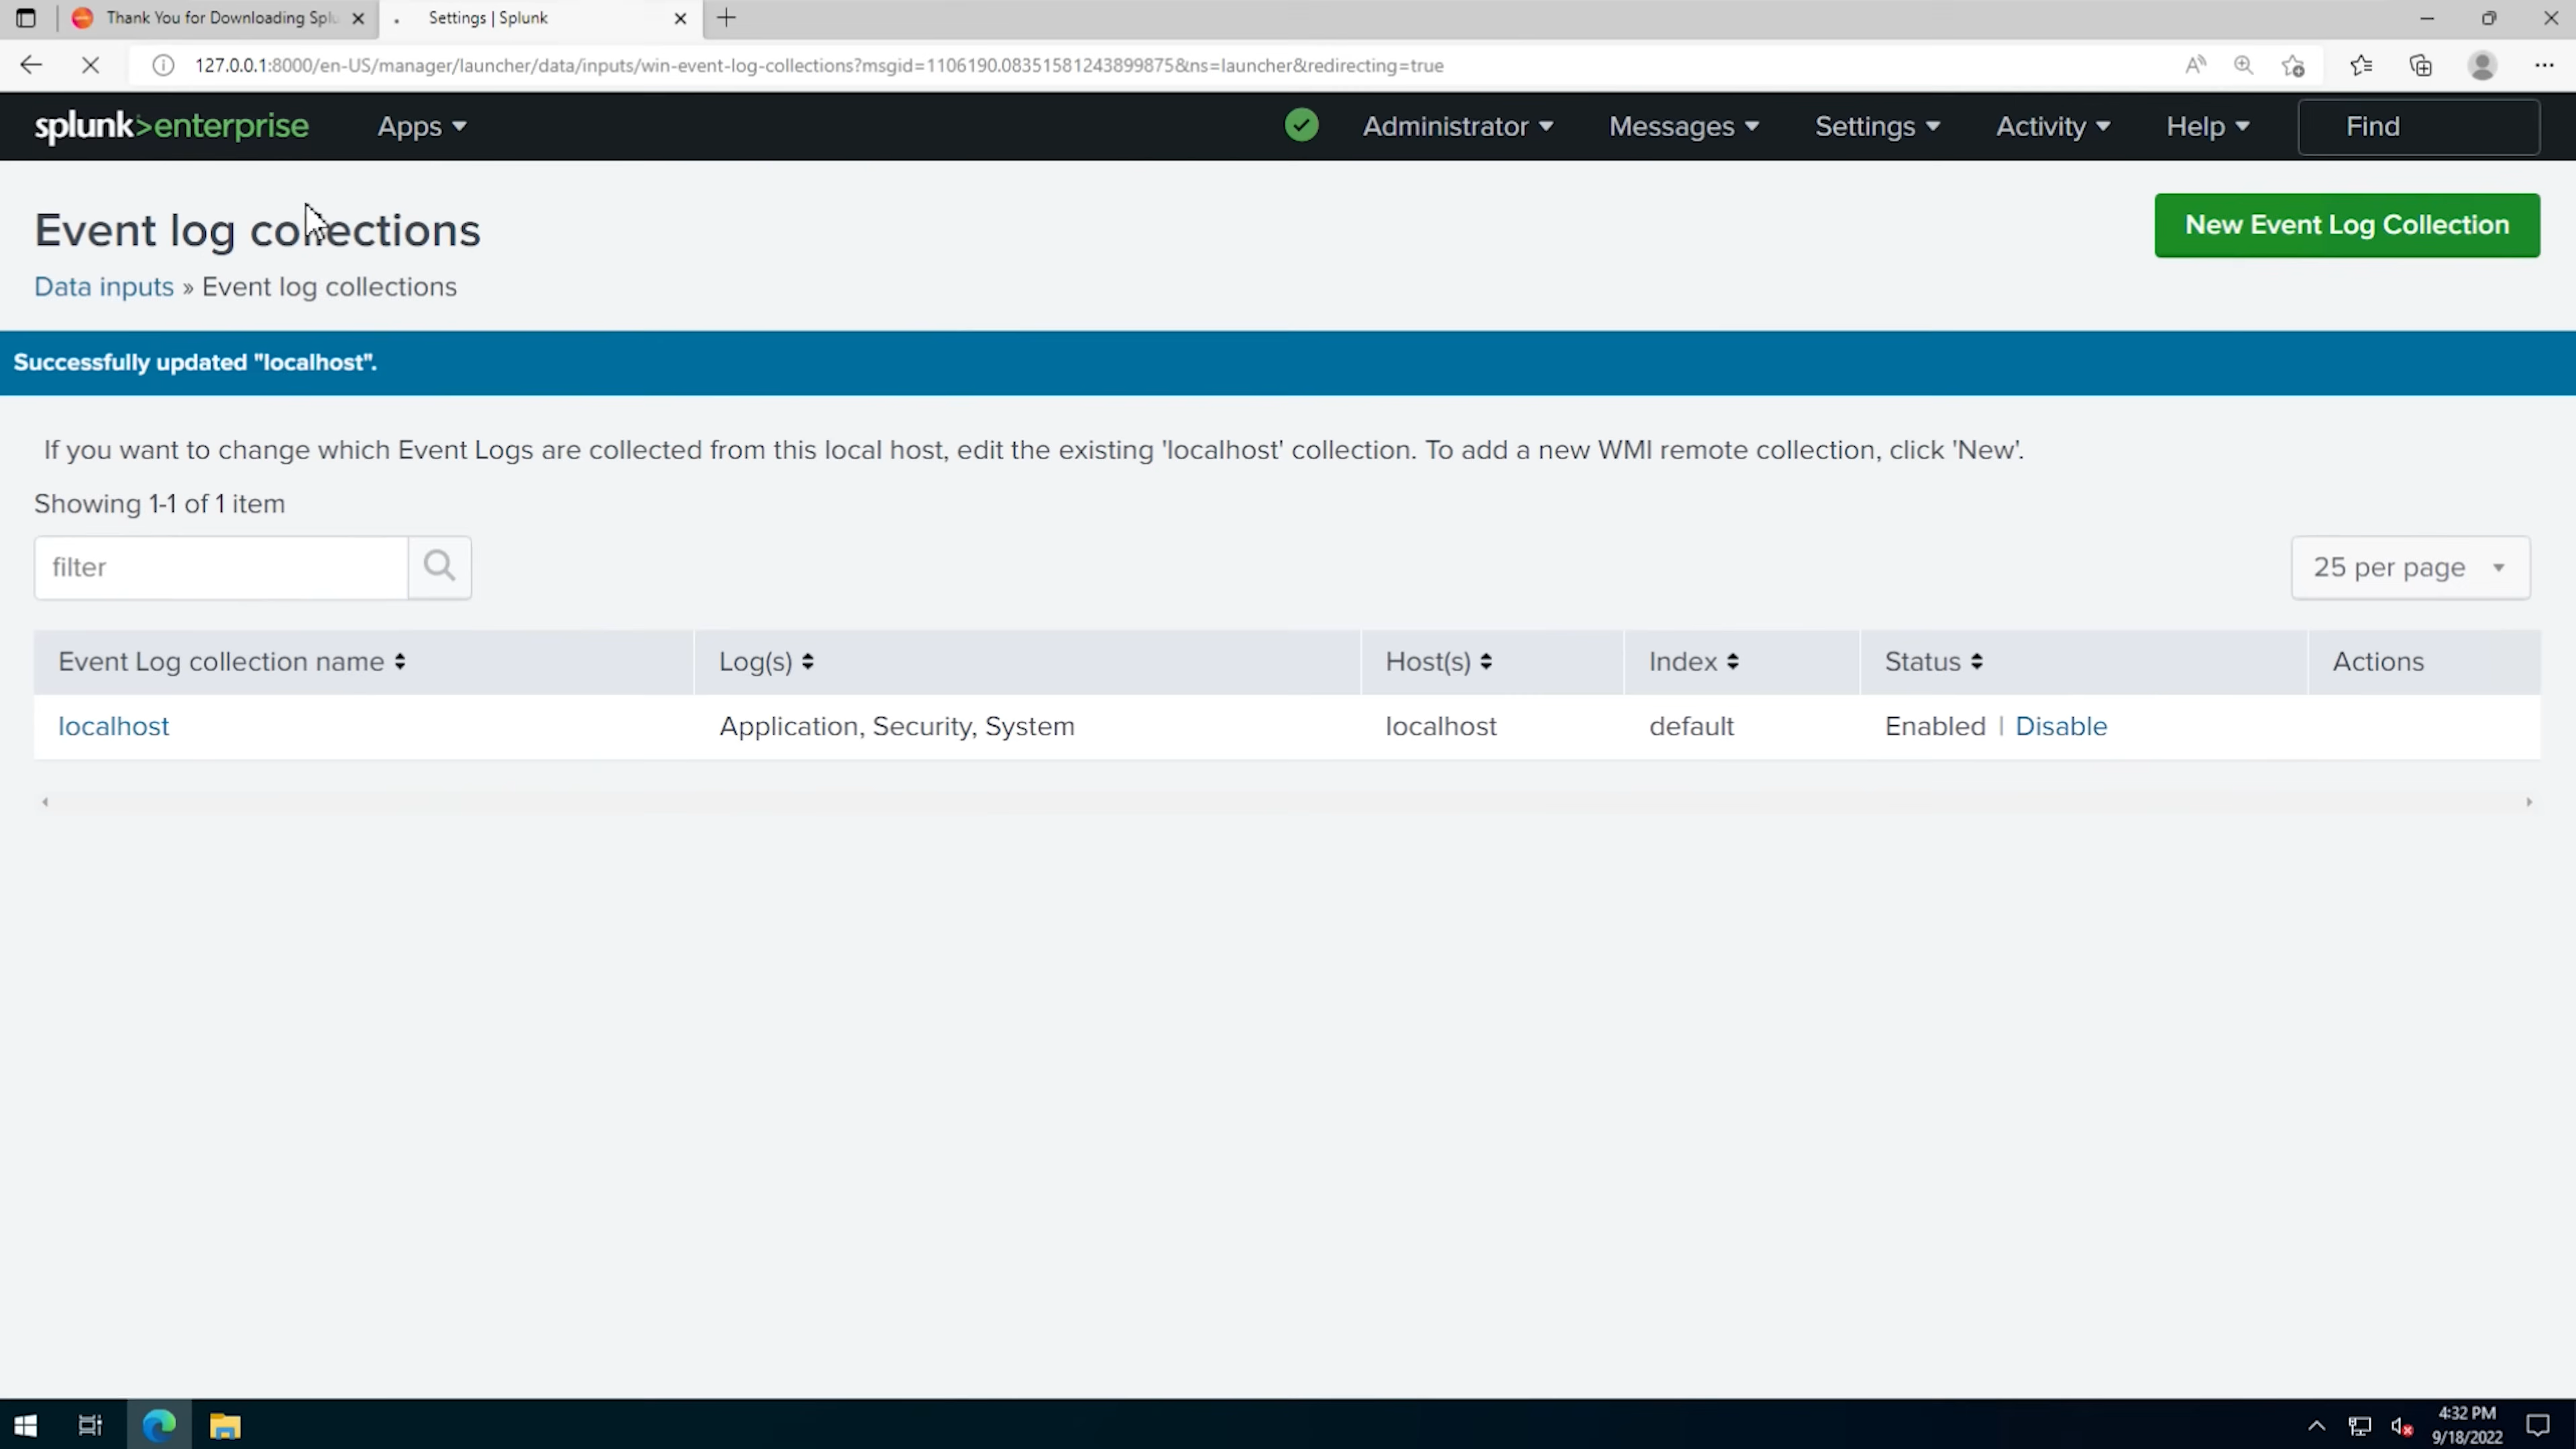 Thank You for Downloading Splu
Settings | Splunk
127.0.0.1:8000/en-US/manager/launcher/data/inputs/win-event-log-collections?msgid=1106190.08351581243899875&ns=launcher&redirecting=true
splunk>enterprise Apps Administrator Messages Settings Activity Help Find
Event log collections
New Event Log Collection
Data inputs » Event log collections
Successfully updated "localhost".
If you want to change which Event Logs are collected from this local host, edit the existing 'localhost' collection. To add a new WMI remote collection, click 'New'.
Showing 1-1 of 1 item
filter
25 per page
Event Log collection name Log(s) Host(s) Index Status Actions
localhost Application, Security, System localhost default Enabled | Disable
4:32 PM
9/18/2022